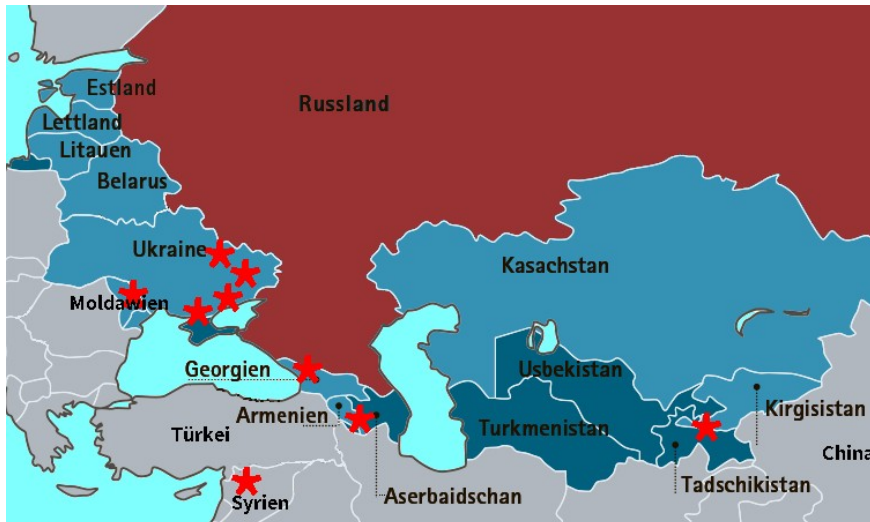 Estland
Russland
Lettland
Litauen
Belarus
Ukraine
Kasachstan
Moldawien
Georgien
Usbekistan
Armenien
Kirgisistan
Türkei
Turkmenistan
China
Tadschikistan
Syrien
Aserbaidschan